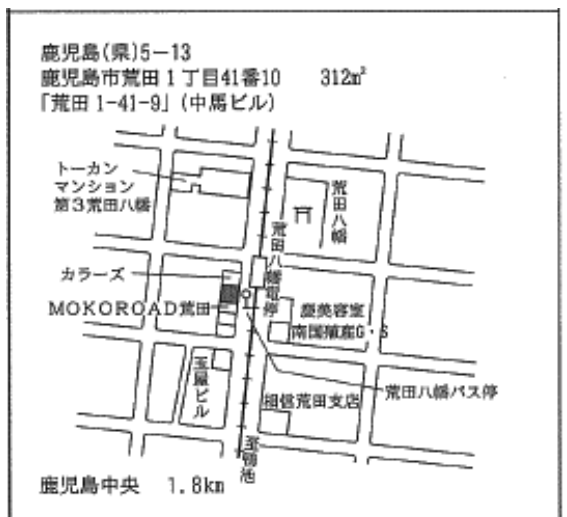 鹿児島(県)5-13
鹿児島市荒田1丁目41番10 312m²
「荒田1-41-9」(中馬ビル)
トーカン
マンション
第3荒田八幡
荒田八幡
荒田八幡電停
カラーズ
MOKOROAD荒田
慶美容室
南国殖産G・S
玉屋ビル
相信荒田支店
荒田八幡バス停
至鴨池
鹿児島中央 1.8km